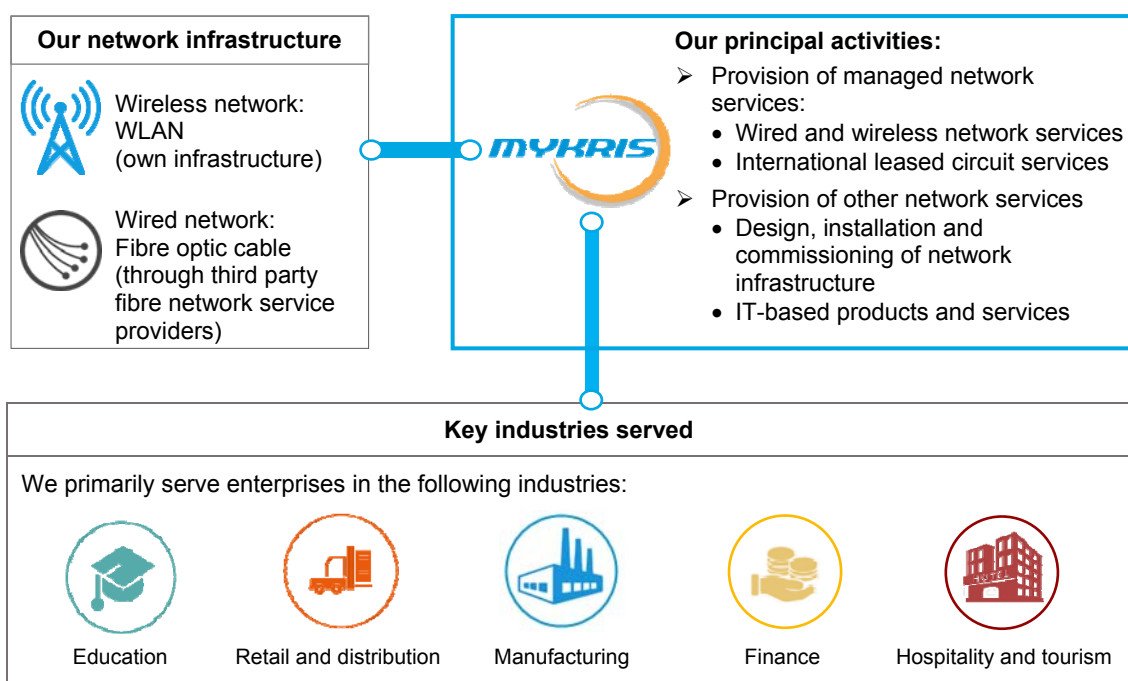 Our network infrastructure
Wireless network:
WLAN
(own infrastructure)
Wired network:
Fibre optic cable
(through third party
fibre network service
providers)
MYKRIS
Our principal activities:
➢ Provision of managed network
services:
• Wired and wireless network services
• International leased circuit services
➢ Provision of other network services
• Design, installation and
commissioning of network
infrastructure
• IT-based products and services
Key industries served
We primarily serve enterprises in the following industries:
HOTEL
Education
Retail and distribution
Manufacturing
Finance
Hospitality and tourism